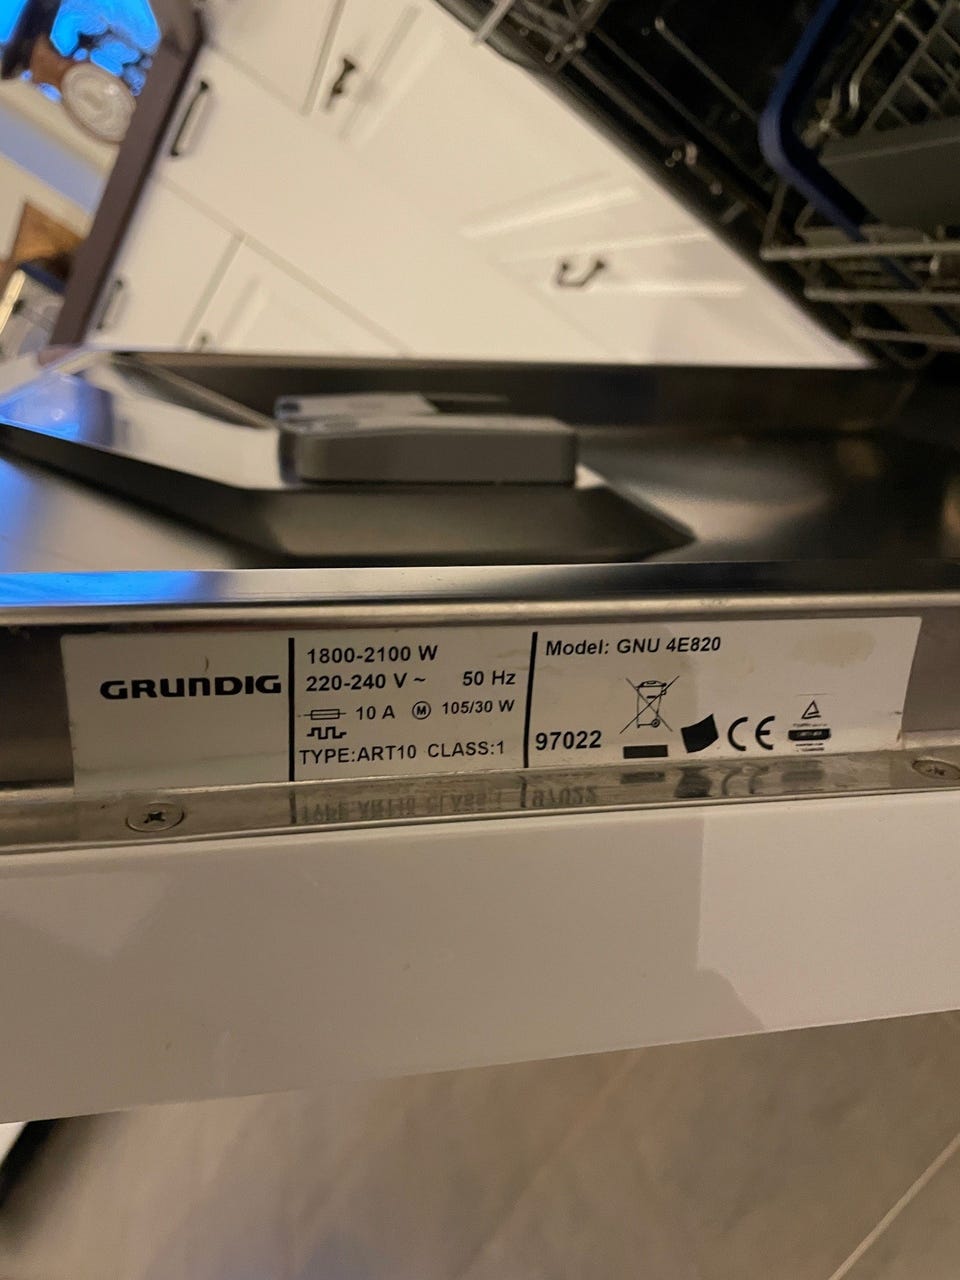 GRUNDIG
1800-2100 W
220-240 V ~ 50 Hz
10 A M 105/30 W
TYPE:ART10 CLASS:1
Model: GNU 4E820
97022
CE